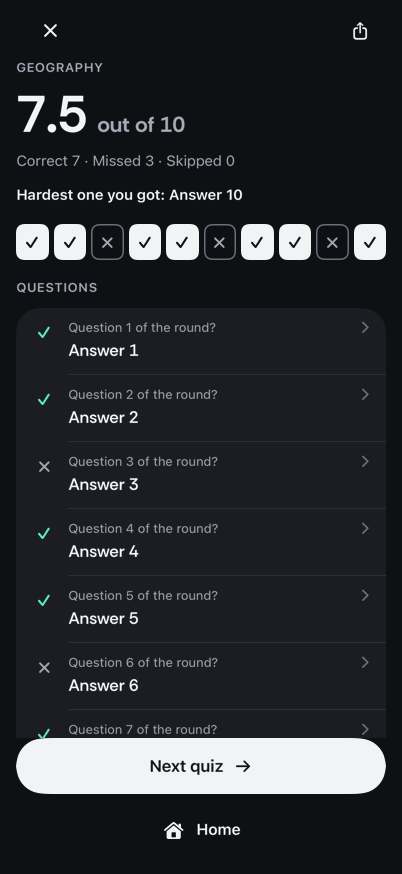 GEOGRAPHY
7.5 out of 10
Correct 7 · Missed 3 · Skipped 0
Hardest one you got: Answer 10
QUESTIONS
Question 1 of the round?
Answer 1
Question 2 of the round?
Answer 2
Question 3 of the round?
Answer 3
Question 4 of the round?
Answer 4
Question 5 of the round?
Answer 5
Question 6 of the round?
Answer 6
Question 7 of the round?
Next quiz
Home